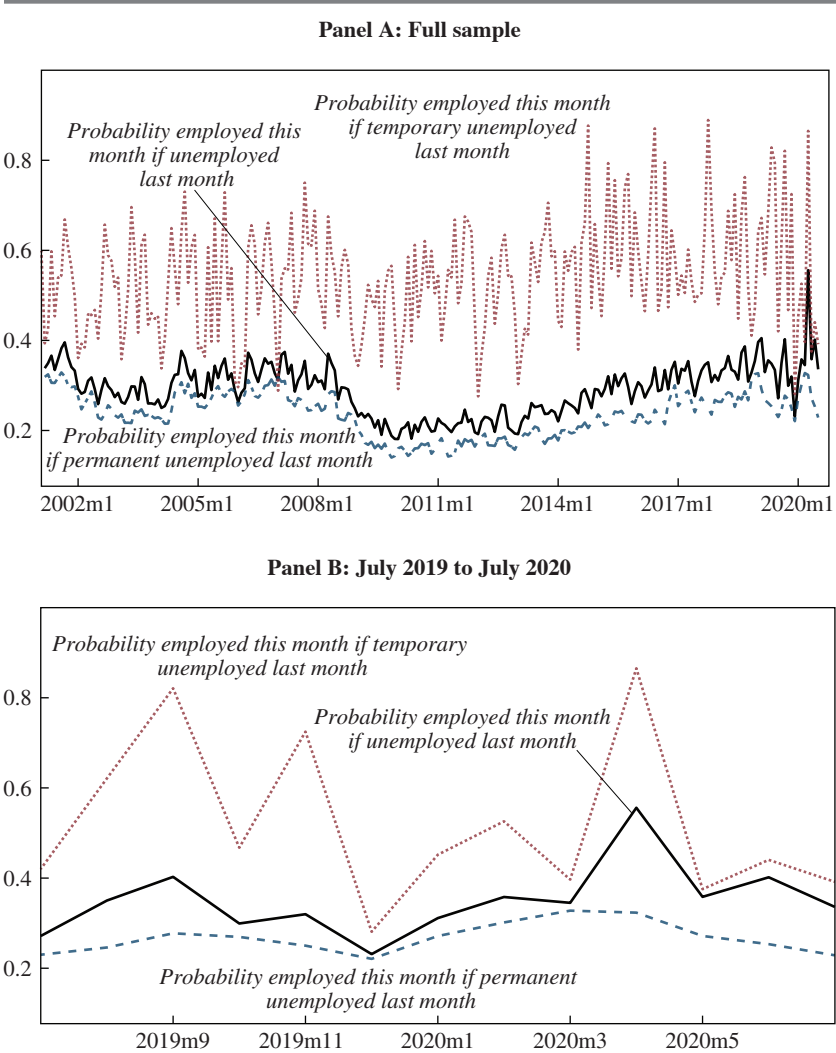 Panel A: Full sample
Probability employed this month
if temporary unemployed
last month
Probability employed this
month if unemployed
last month
0.8
0.6
0.4
0.2
Probability employed this month
if permanent unemployed last month
2002m1 2005m1 2008m1 2011m1 2014m1 2017m1 2020m1
Panel B: July 2019 to July 2020
Probability employed this month if temporary
unemployed last month
0.8
Probability employed this month
if unemployed last month
0.6
0.4
0.2
Probability employed this month if permanent
unemployed last month
2019m9 2019m11 2020m1 2020m3 2020m5